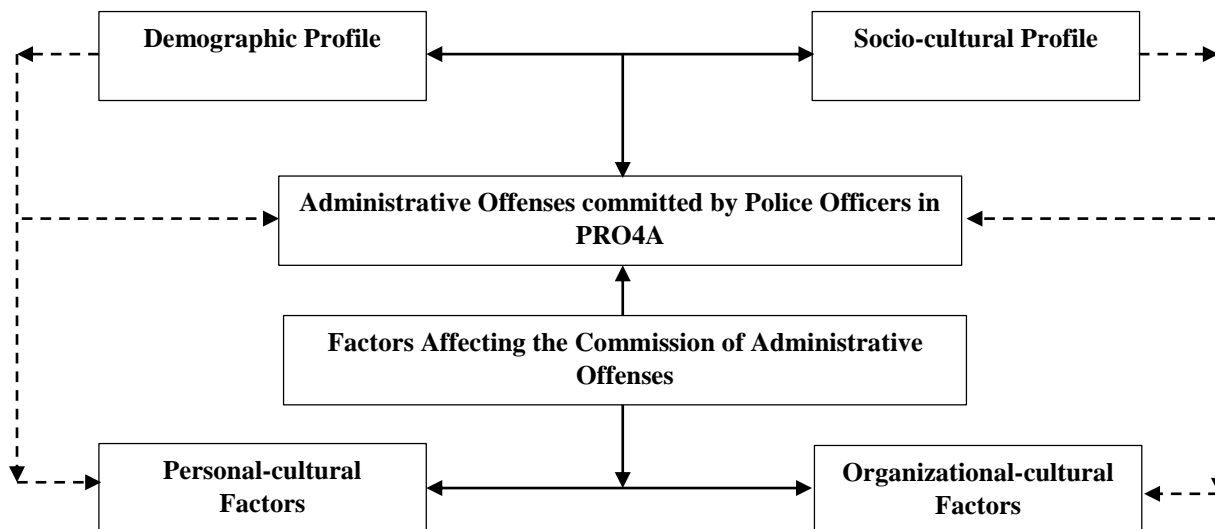 Demographic Profile
Socio-cultural Profile
Administrative Offenses committed by Police Officers in
PRO4A
Factors Affecting the Commission of Administrative
Offenses
Personal-cultural
Factors
Organizational-cultural
Factors